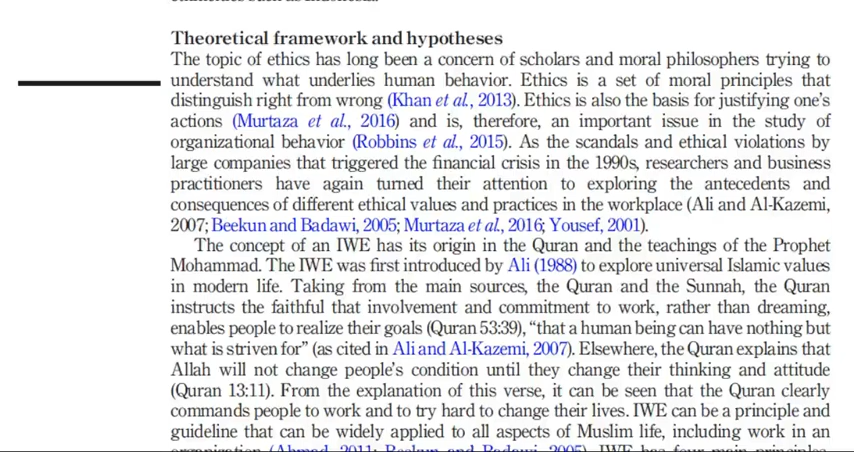 Theoretical framework and hypotheses
The topic of ethics has long been a concern of scholars and moral philosophers trying to
understand what underlies human behavior. Ethics is a set of moral principles that
distinguish right from wrong (Khan et al., 2013). Ethics is also the basis for justifying one's
actions (Murtaza et al., 2016) and is, therefore, an important issue in the study of
organizational behavior (Robbins et al., 2015). As the scandals and ethical violations by
large companies that triggered the financial crisis in the 1990s, researchers and business
practitioners have again turned their attention to exploring the antecedents and
consequences of different ethical values and practices in the workplace (Ali and Al-Kazemi,
2007; Beekun and Badawi, 2005; Murtaza et al., 2016; Yousef, 2001).
The concept of an IWE has its origin in the Quran and the teachings of the Prophet
Mohammad. The IWE was first introduced by Ali (1988) to explore universal Islamic values
in modern life. Taking from the main sources, the Quran and the Sunnah, the Quran
instructs the faithful that involvement and commitment to work, rather than dreaming,
enables people to realize their goals (Quran 53:39), “that a human being can have nothing but
what is striven for” (as cited in Ali and Al-Kazemi, 2007). Elsewhere, the Quran explains that
Allah will not change people's condition until they change their thinking and attitude
(Quran 13:11). From the explanation of this verse, it can be seen that the Quran clearly
commands people to work and to try hard to change their lives. IWE can be a principle and
guideline that can be widely applied to all aspects of Muslim life, including work in an
organization (Ahmad, 2011; Beekun and Badawi, 2005). IWE has four main principles,